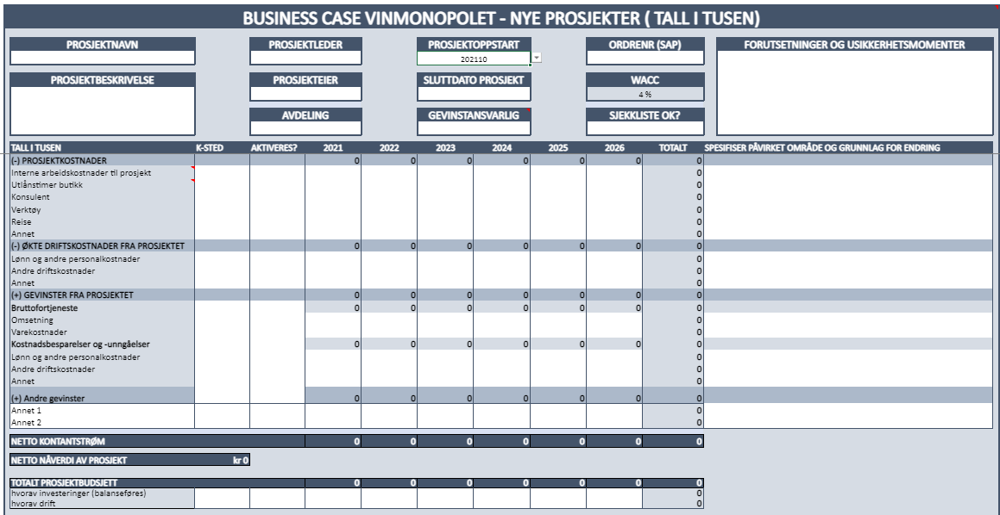 BUSINESS CASE VINMONOPOLET - NYE PROSJEKTER ( TALL I TUSEN)
PROSJEKTNAVN PROSJEKTLEDER PROSJEKTOPPSTART ORDRENR (SAP) FORUTSETNINGER OG USIKKERHETSMOMENTER
202110
PROSJEKTBESKRIVELSE PROSJEKTEIER SLUTTDATO PROSJEKT WACC
4 %
AVDELING GEVINSTANSVARLIG SJEKKLISTE OK?
TALL I TUSEN K-STED AKTIVERES? 2021 2022 2023 2024 2025 2026 TOTALT SPESIFISER PÅVIRKET OMRÅDE OG GRUNNLAG FOR ENDRING
(-) PROSJEKTKOSTNADER 0 0 0 0 0 0 0
Interne arbeidskostnader til prosjekt 0
Utlånstimer butikk 0
Konsulent 0
Verktøy 0
Reise 0
Annet 0
(-) ØKTE DRIFTSKOSTNADER FRA PROSJEKTET 0 0 0 0 0 0 0
Lønn og andre personalkostnader 0
Andre driftskostnader 0
Annet 0
(+) GEVINSTER FRA PROSJEKTET 0 0 0 0 0 0 0
Bruttofortjeneste 0 0 0 0 0 0 0
Omsetning 0
Varekostnader 0
Kostnadsbesparelser og -unngåelser 0 0 0 0 0 0 0
Lønn og andre personalkostnader 0
Andre driftskostnader 0
Annet 0
(+) Andre gevinster 0 0 0 0 0 0 0
Annet 1 0
Annet 2 0
NETTO KONTANTSTRØM 0 0 0 0 0 0 0
NETTO NÅVERDI AV PROSJEKT kr 0
TOTALT PROSJEKTBUDSJETT 0 0 0 0 0 0 0
hvorav investeringer (balanseføres) 0
hvorav drift 0